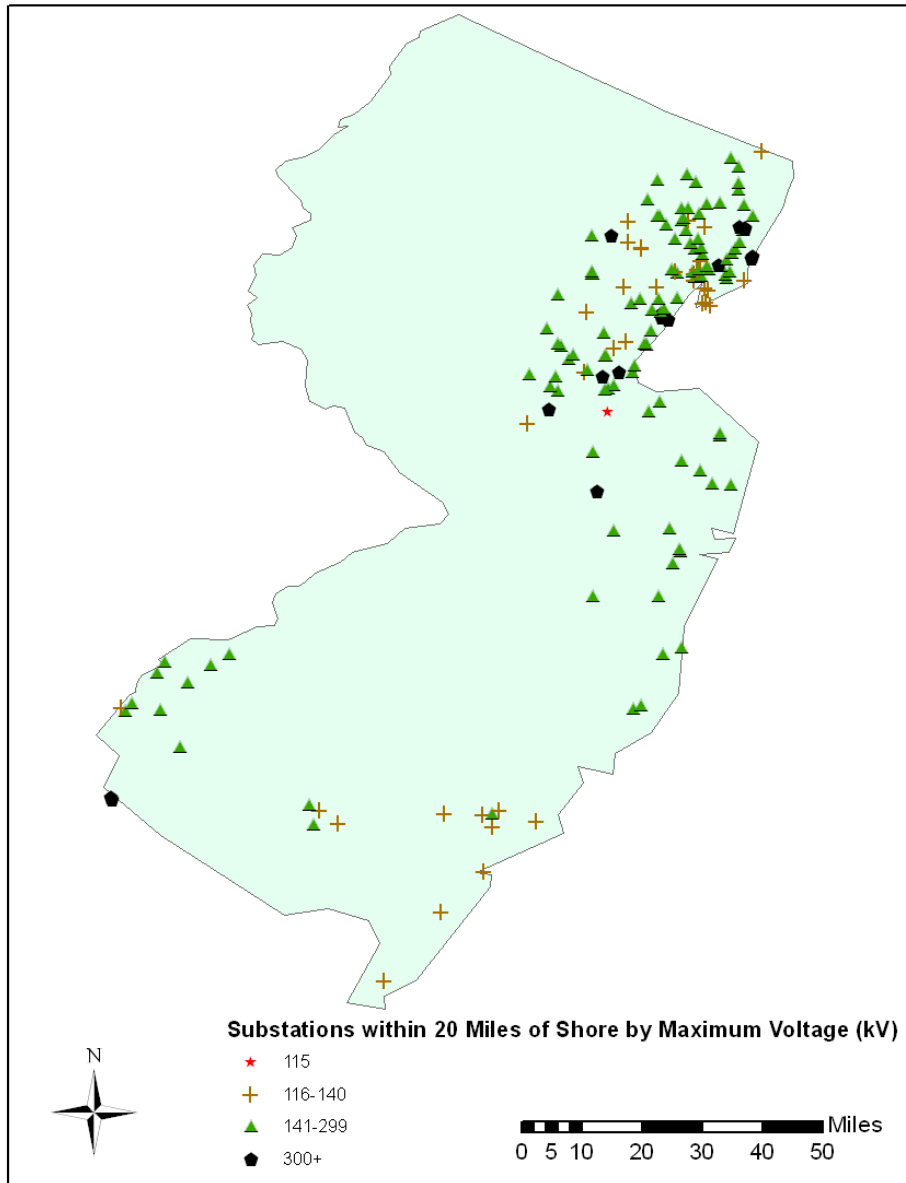 Substations within 20 Miles of Shore by Maximum Voltage (kV)
115
116-140
141-299
300+
N
Miles
0 5 10 20 30 40 50